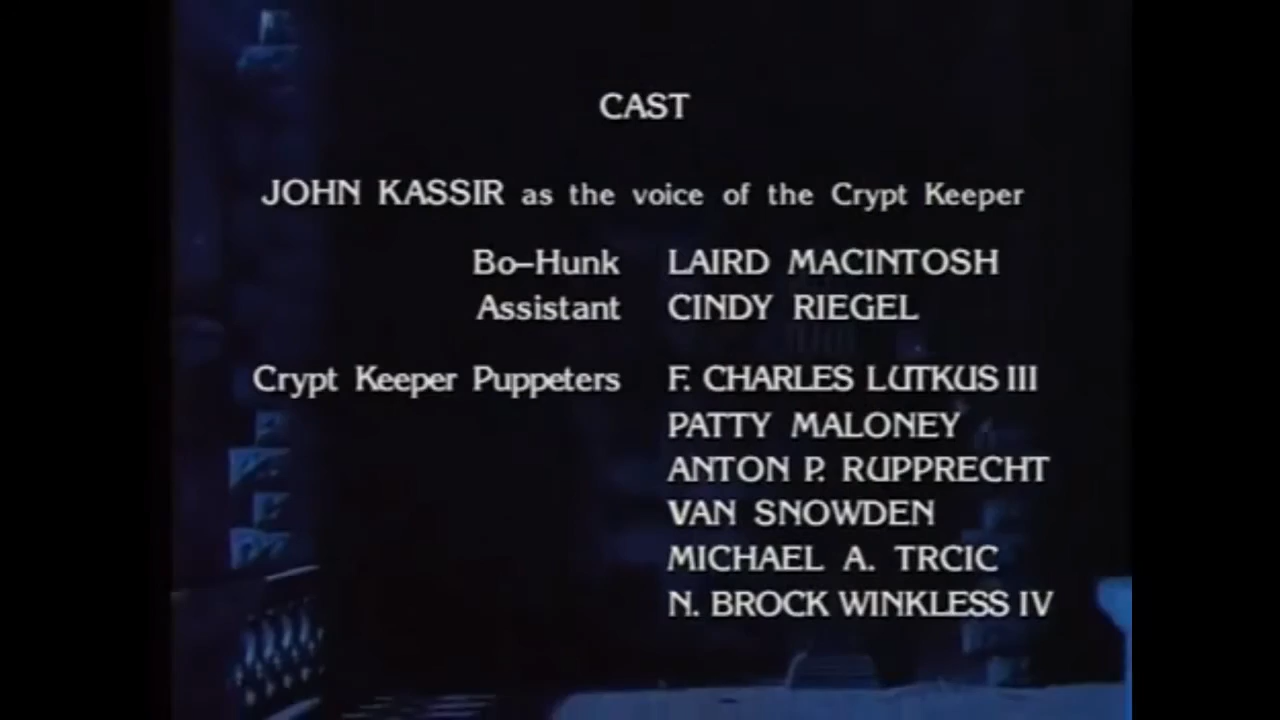 CAST
JOHN KASSIR as the voice of the Crypt Keeper
Bo-Hunk LAIRD MACINTOSH
Assistant CINDY RIEGEL
Crypt Keeper Puppeters F. CHARLES LUTKUS III
PATTY MALONEY
ANTON P. RUPPRECHT
VAN SNOWDEN
MICHAEL A. TRCIC
N. BROCK WINKLESS IV